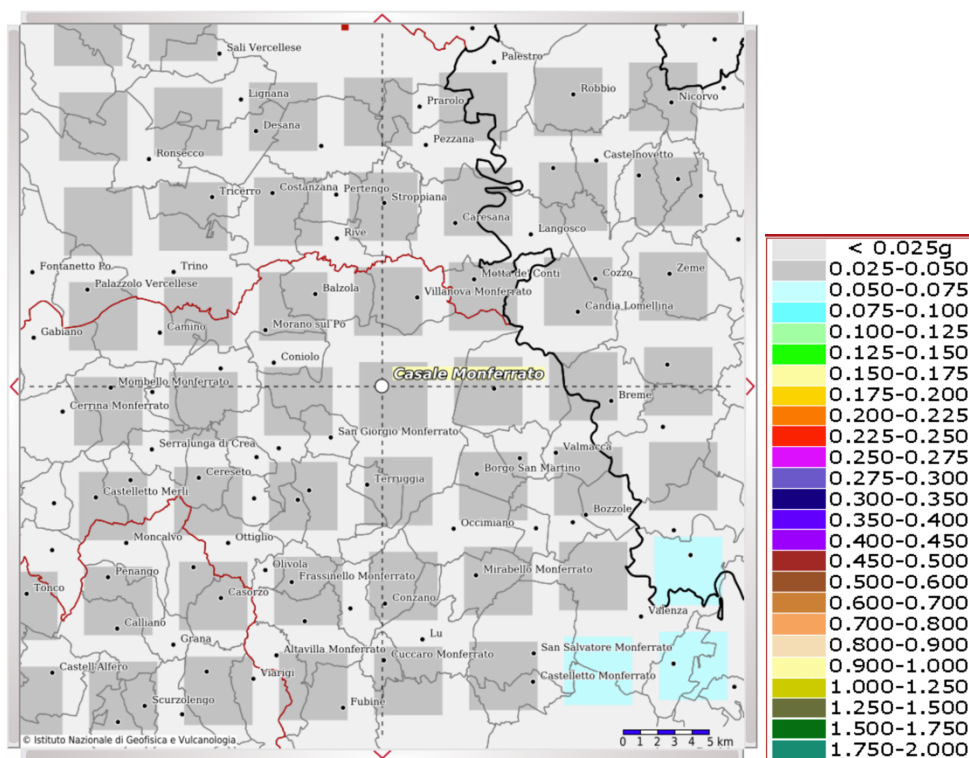 Sali Vercellese
Palestro
Lignana
Prarolo
Robbio
Nicorvo
Desana
Pezzana
Ronsecco
Castelnovetto
Tricerro
Costanzana
Pertengo
Stroppiana
Caresana
Rive
Langosco
Fontanetto Po
Trino
Motta de' Conti
Cozzo
Zeme
Palazzolo Vercellese
Balzola
Villanova Monferrato
Candia Lomellina
Gabiano
Camino
Morano sul Po
Coniolo
Casale Monferrato
Mombello Monferrato
Breme
Cerrina Monferrato
San Giorgio Monferrato
Serralunga di Crea
Valmacca
Cereseto
Terruggia
Borgo San Martino
Castelletto Merli
Bozzole
Occimiano
Moncalvo
Ottiglio
Penango
Olivola
Frassinello Monferrato
Mirabello Monferrato
Tonco
Casorzo
Conzano
Valenza
Calliano
Grana
Lu
Altavilla Monferrato
Cuccaro Monferrato
San Salvatore Monferrato
Castell'Alfero
Viarigi
Castelletto Monferrato
Scurzolengo
Fubine
© Istituto Nazionale di Geofisica e Vulcanologia
0 1 2 3 4 5 km
< 0.025g
0.025-0.050
0.050-0.075
0.075-0.100
0.100-0.125
0.125-0.150
0.150-0.175
0.175-0.200
0.200-0.225
0.225-0.250
0.250-0.275
0.275-0.300
0.300-0.350
0.350-0.400
0.400-0.450
0.450-0.500
0.500-0.600
0.600-0.700
0.700-0.800
0.800-0.900
0.900-1.000
1.000-1.250
1.250-1.500
1.500-1.750
1.750-2.000